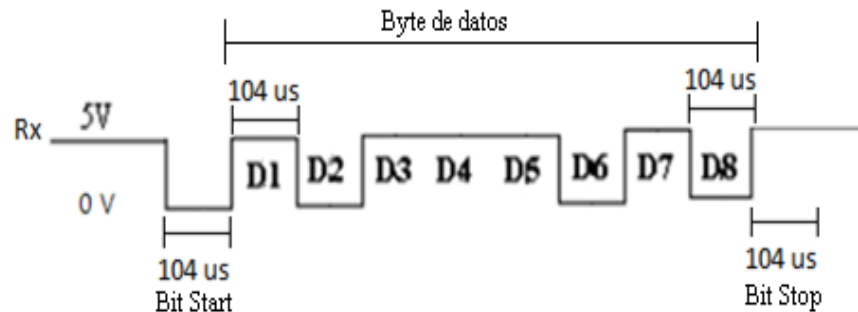 Byte de datos
104 us
104 us
Rx
5V
D1 D2 D3 D4 D5 D6 D7 D8
0 V
104 us
104 us
Bit Start
Bit Stop